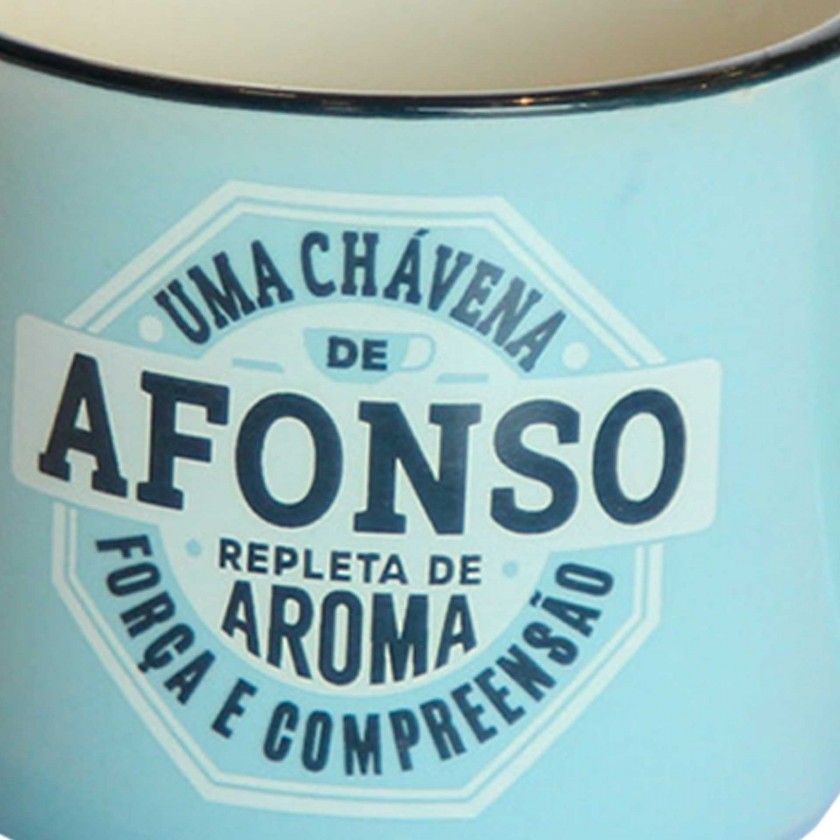 UMA CHÁVENA
DE
AFONSO
REPLETA DE
AROMA
FORÇA E COMPREENSÃO